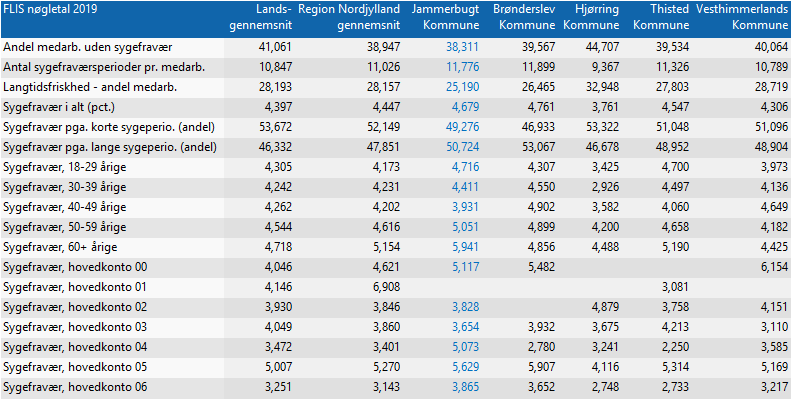 FLIS nøgletal 2019 Lands- Region Nordjylland Jammerbugt Brønderslev Hjørring Thisted Vesthimmerlands
gennemsnit gennemsnit Kommune Kommune Kommune Kommune Kommune
Andel medarb. uden sygefravær 41,061 38,947 38,311 39,567 44,707 39,534 40,064
Antal sygefraværsperioder pr. medarb. 10,847 11,026 11,776 11,899 9,367 11,326 10,789
Langtidsfriskhed - andel medarb. 28,193 28,157 25,190 26,465 32,948 27,803 28,719
Sygefravær i alt (pct.) 4,397 4,447 4,679 4,761 3,761 4,547 4,306
Sygefravær pga. korte sygeperio. (andel) 53,672 52,149 49,276 46,933 53,322 51,048 51,096
Sygefravær pga. lange sygeperio. (andel) 46,332 47,851 50,724 53,067 46,678 48,952 48,904
Sygefravær, 18-29 årige 4,305 4,173 4,716 4,307 3,425 4,700 3,973
Sygefravær, 30-39 årige 4,242 4,231 4,411 4,550 2,926 4,497 4,136
Sygefravær, 40-49 årige 4,262 4,202 3,931 4,902 3,582 4,060 4,649
Sygefravær, 50-59 årige 4,544 4,616 5,051 4,899 4,200 4,658 4,182
Sygefravær, 60+ årige 4,718 5,154 5,941 4,856 4,488 5,190 4,425
Sygefravær, hovedkonto 00 4,046 4,621 5,117 5,482 6,154
Sygefravær, hovedkonto 01 4,146 6,908 3,081
Sygefravær, hovedkonto 02 3,930 3,846 3,828 4,879 3,758 4,151
Sygefravær, hovedkonto 03 4,049 3,860 3,654 3,932 3,675 4,213 3,110
Sygefravær, hovedkonto 04 3,472 3,401 5,073 2,780 3,241 2,250 3,585
Sygefravær, hovedkonto 05 5,007 5,270 5,629 5,907 4,116 5,314 5,169
Sygefravær, hovedkonto 06 3,251 3,143 3,865 3,652 2,748 2,733 3,217